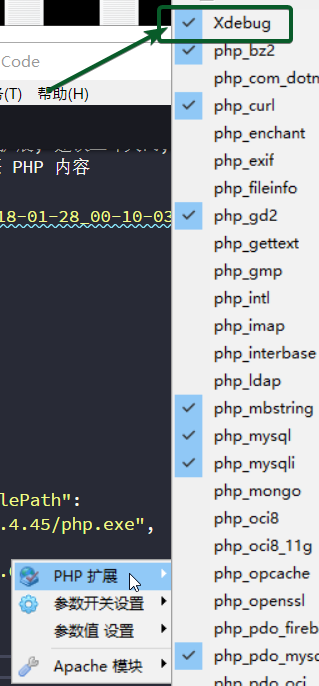 Code
(T) 帮助(H)
PHP 内容
18-01-28_00-10-03
lePath":
.4.45/php.exe",
PHP 扩展
参数开关设置
参数值 设置
Apache 模块
Xdebug
php_bz2
php_com_dotn
php_curl
php_enchant
php_exif
php_fileinfo
php_gd2
php_gettext
php_gmp
php_intl
php_imap
php_interbase
php_ldap
php_mbstring
php_mysql
php_mysqli
php_mongo
php_oci8
php_oci8_11g
php_opcache
php_openssl
php_pdo_fireb
php_pdo_mysq
php_pdo_oci